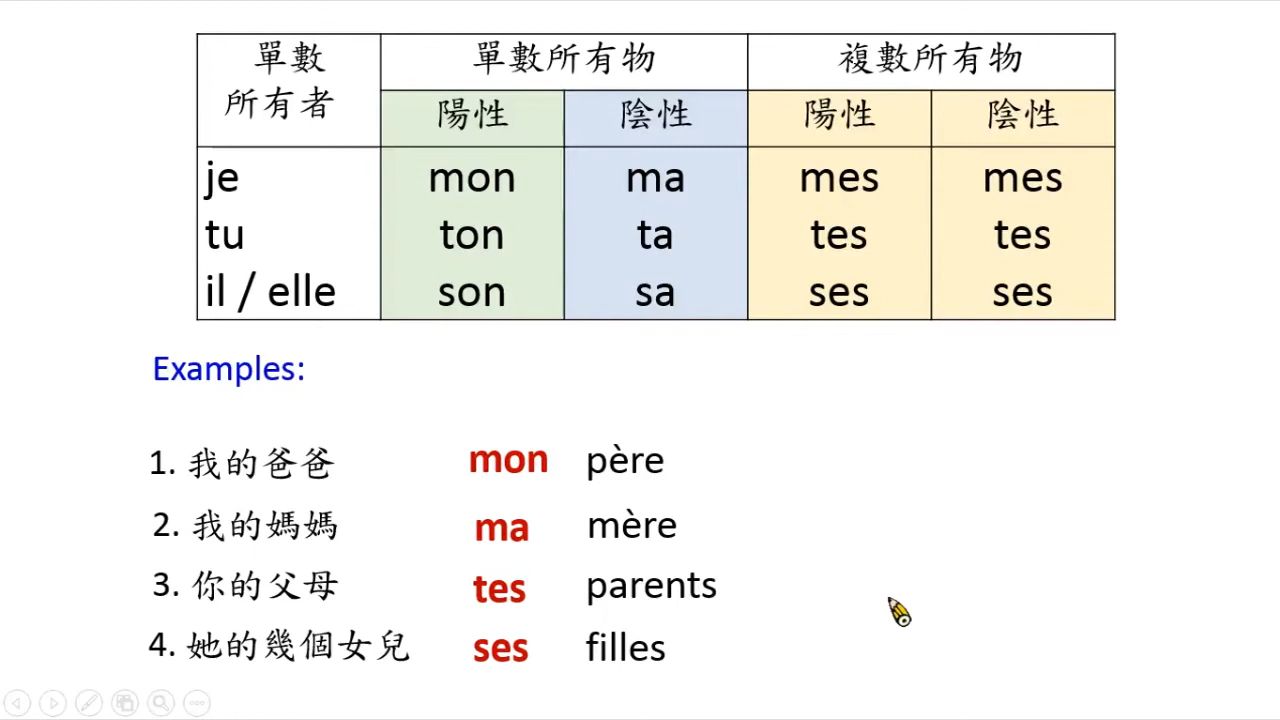 單數所有者 單數所有物 複數所有物
陽性 陰性 陽性 陰性
je mon ma mes mes
tu ton ta tes tes
il / elle son sa ses ses
Examples:
1. 我的爸爸 mon père
2. 我的媽媽 ma mère
3. 你的父母 tes parents
4. 她的幾個女兒 ses filles